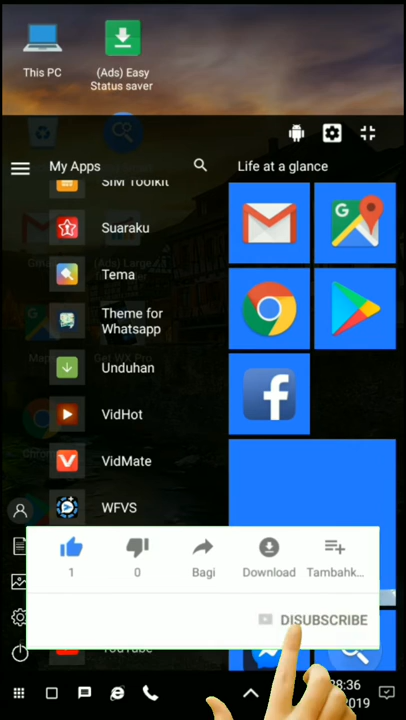 This PC
(Ads) Easy
Status saver
My Apps
Life at a glance
SIM Toolkit
Suaraku
Tema
Theme for
Whatsapp
Unduhan
VidHot
VidMate
WFVS
1
0
Bagi
Download
Tambahk...
DISUBSCRIBE
YouTube
:36
2019